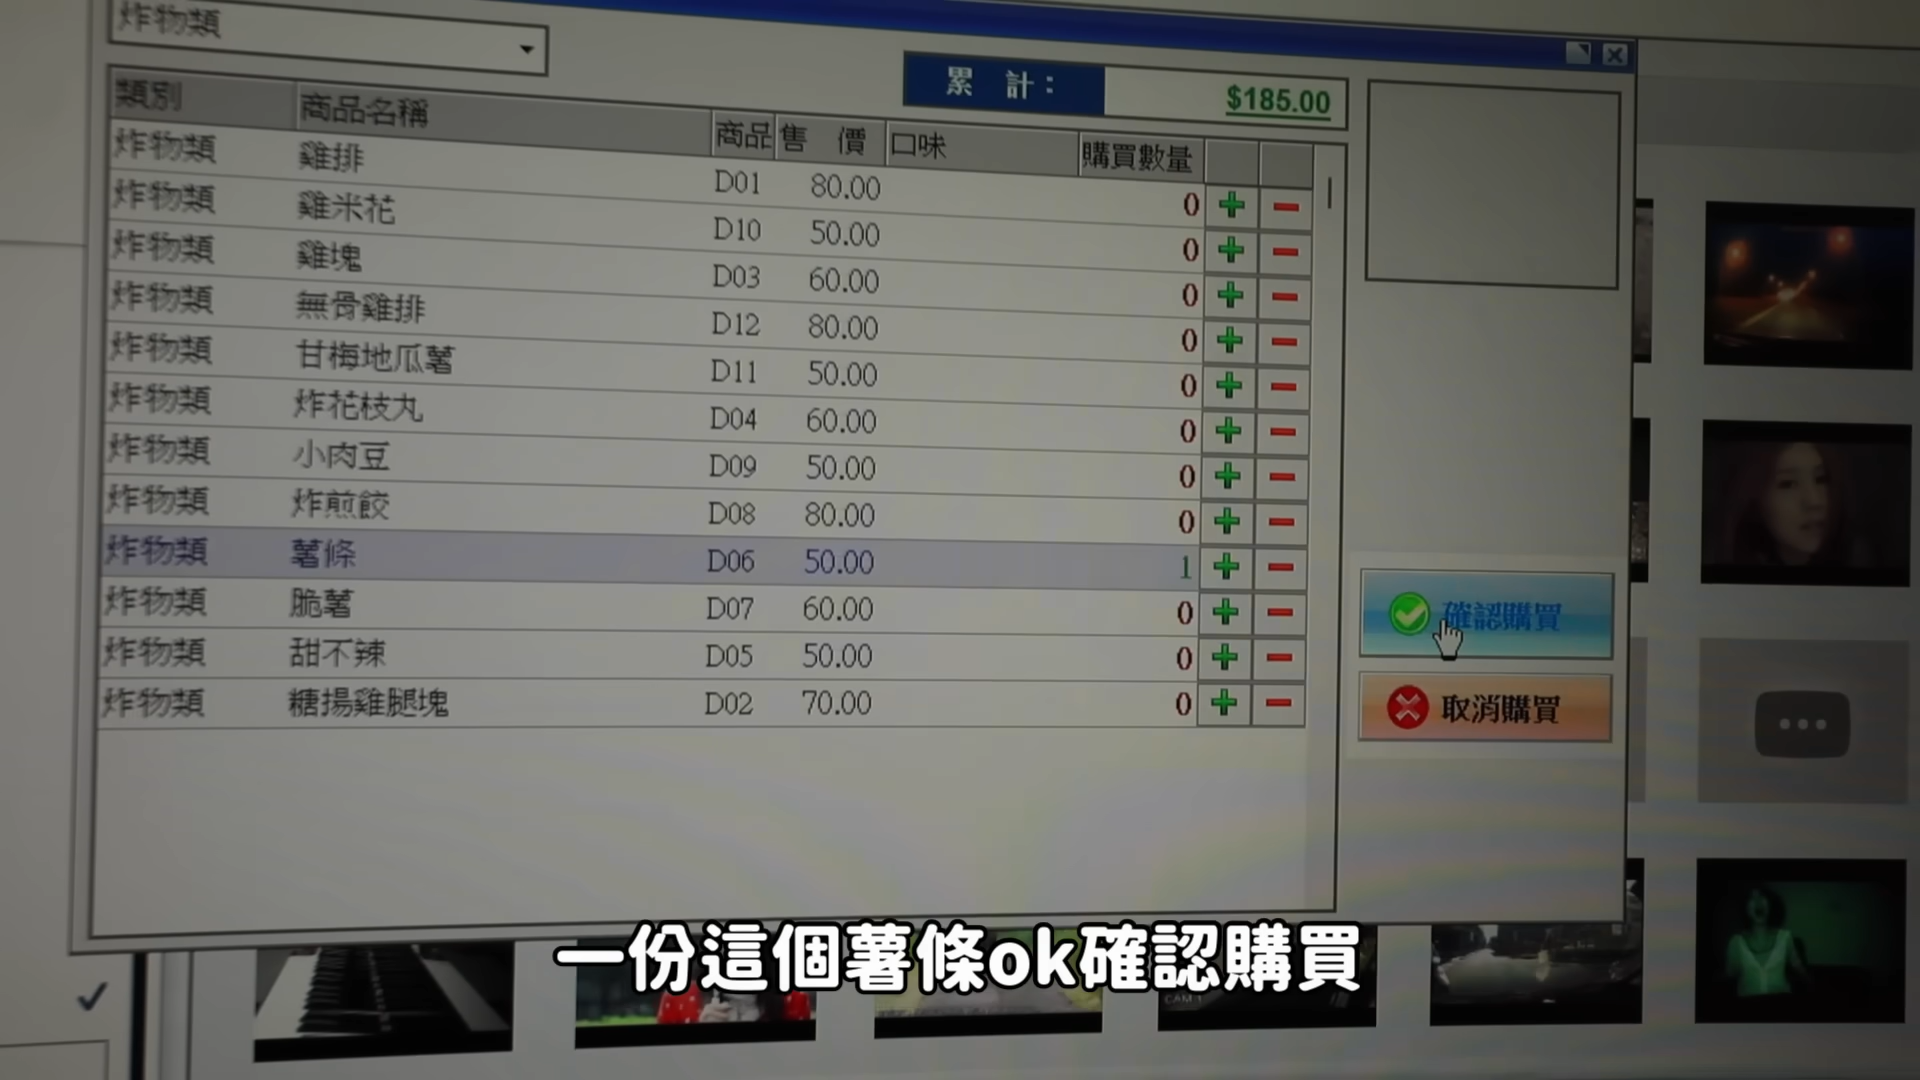 炸物類
累 計： $185.00
類別 商品名稱 商品 售 價 口味 購買數量
炸物類 雞排 D01 80.00 0
炸物類 雞米花 D10 50.00 0
炸物類 雞塊 D03 60.00 0
炸物類 無骨雞排 D12 80.00 0
炸物類 甘梅地瓜薯 D11 50.00 0
炸物類 炸花枝丸 D04 60.00 0
炸物類 小肉豆 D09 50.00 0
炸物類 炸煎餃 D08 80.00 0
炸物類 薯條 D06 50.00 1
炸物類 脆薯 D07 60.00 0
炸物類 甜不辣 D05 50.00 0
炸物類 糖揚雞腿塊 D02 70.00 0
確認購買
取消購買
一份這個薯條ok確認購買
CAM 1